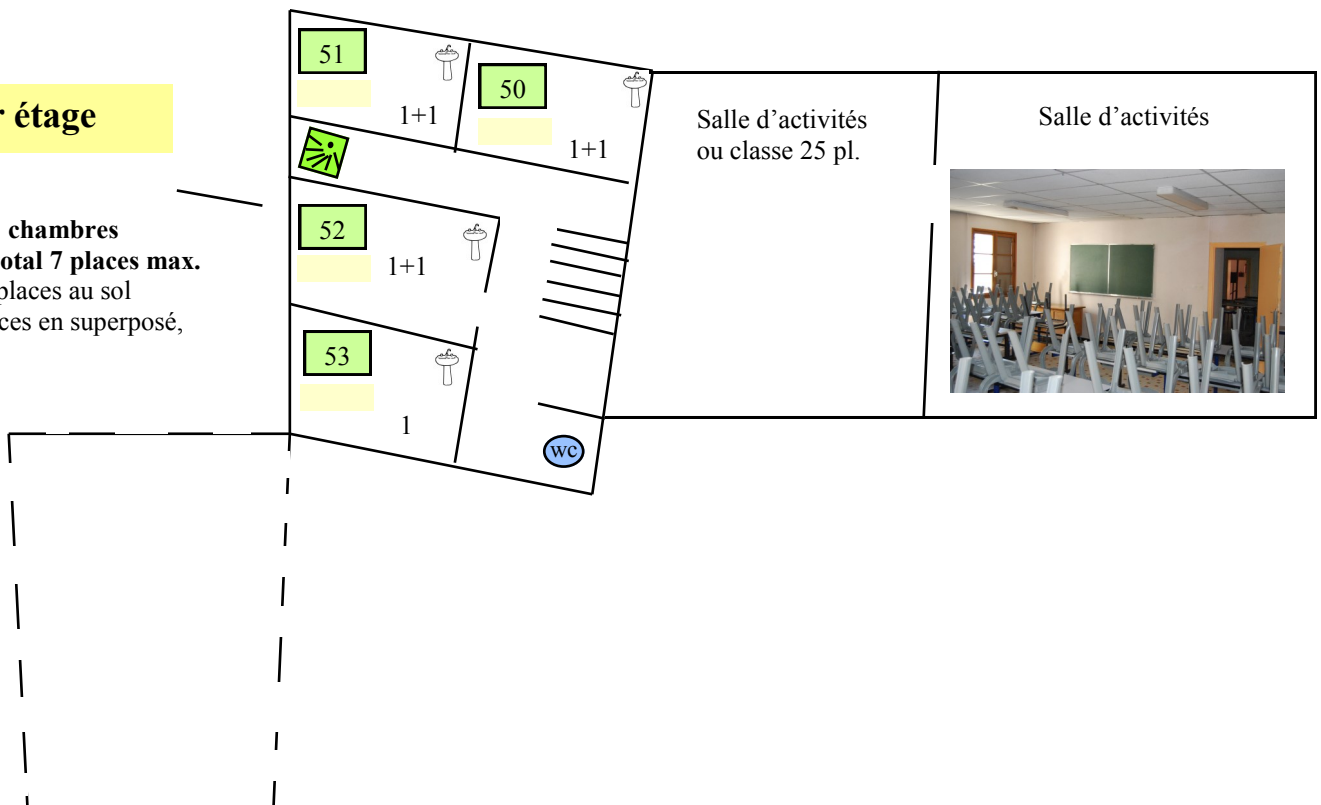 r étage
chambres
otal 7 places max.
places au sol
ces en superposé,
51
1+1
50
1+1
52
1+1
53
1
wc
Salle d’activités
ou classe 25 pl.
Salle d’activités